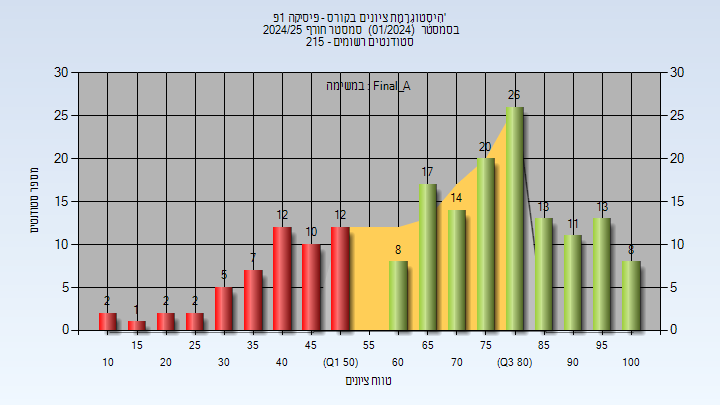 היסטוגרמת ציונים בקורס - פיסיקה 1פ'
בסמסטר (01/2024) סמסטר חורף 2024/25
סטודנטים רשומים - 215
במשימה : Final_A
מספר סטודנטים
30 25 20 15 10 5 0
30 25 20 15 10 5 0
2 1 2 2 5 7 12 10 12 8 17 14 20 26 13 11 13 8
10 15 20 25 30 35 40 45 (Q1 50) 55 60 65 70 75 (Q3 80) 85 90 95 100
טווח ציונים